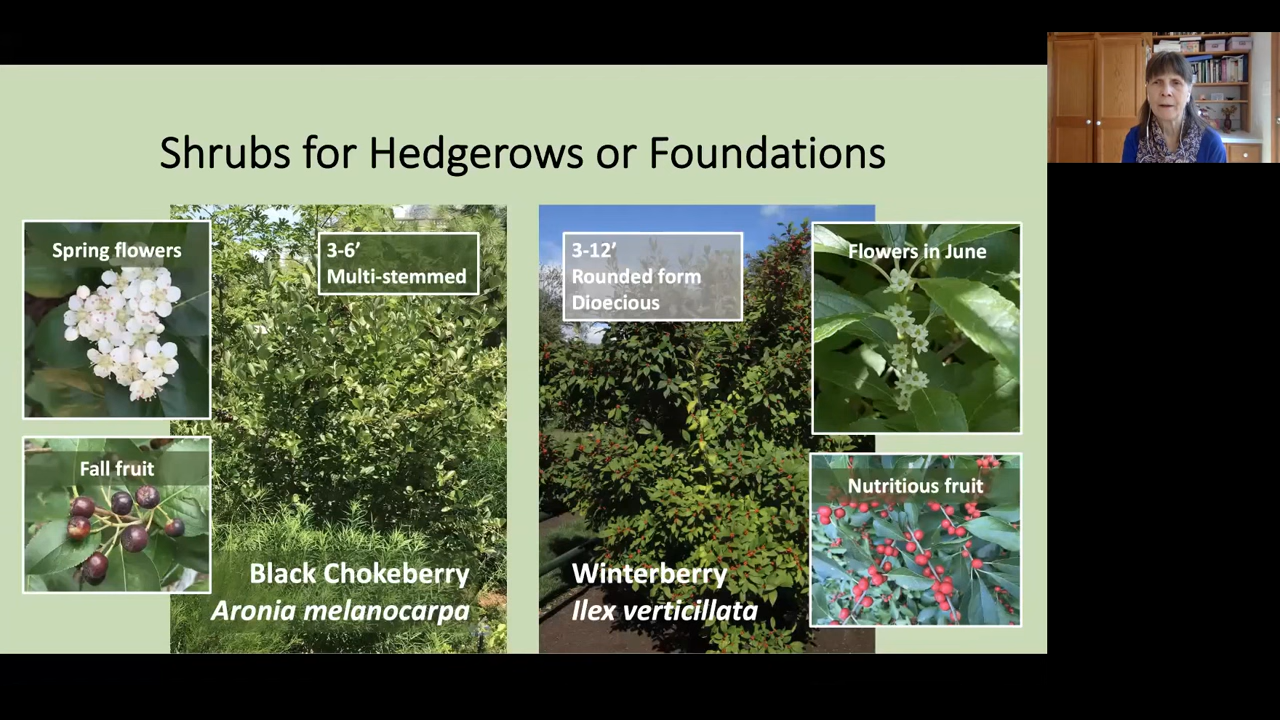 Shrubs for Hedgerows or Foundations
Spring flowers
3-6’
Multi-stemmed
Fall fruit
Black Chokeberry
Aronia melanocarpa
3-12’
Rounded form
Dioecious
Flowers in June
Nutritious fruit
Winterberry
Ilex verticillata